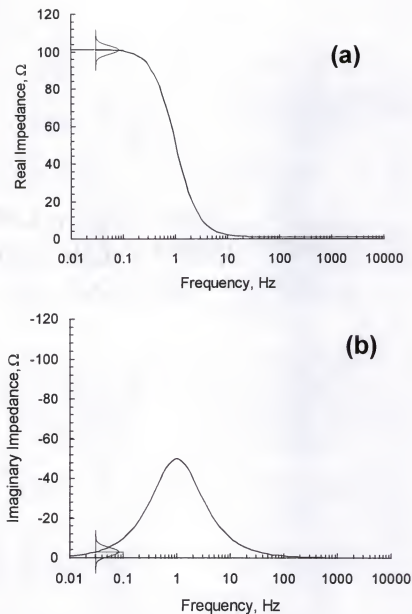 (a)
Real Impedance, Ω
120
100
80
60
40
20
0
0.01 0.1 1 10 100 1000 10000
Frequency, Hz
(b)
Imaginary Impedance, Ω
-120
-100
-80
-60
-40
-20
0
0.01 0.1 1 10 100 1000 10000
Frequency, Hz